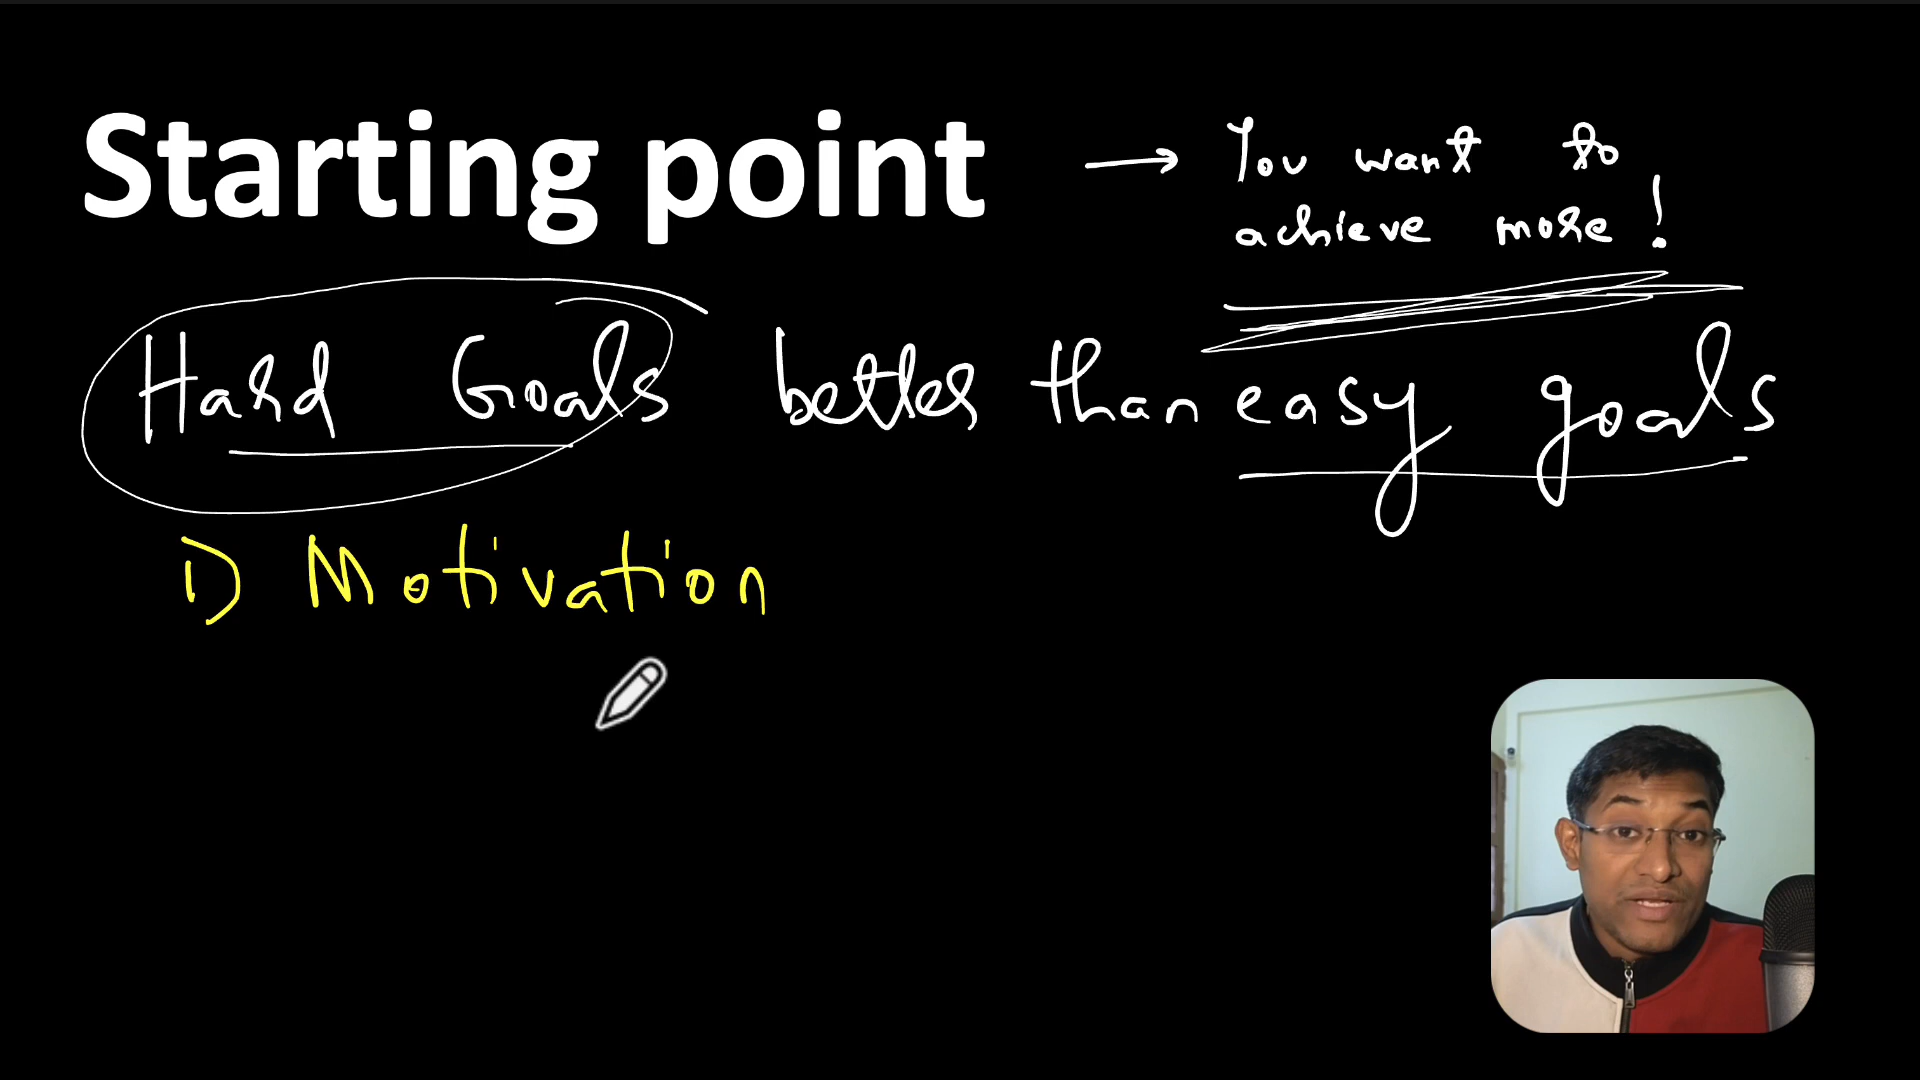 Starting point → You want to
achieve more!
Hard Goals better than easy goals
1) Motivation